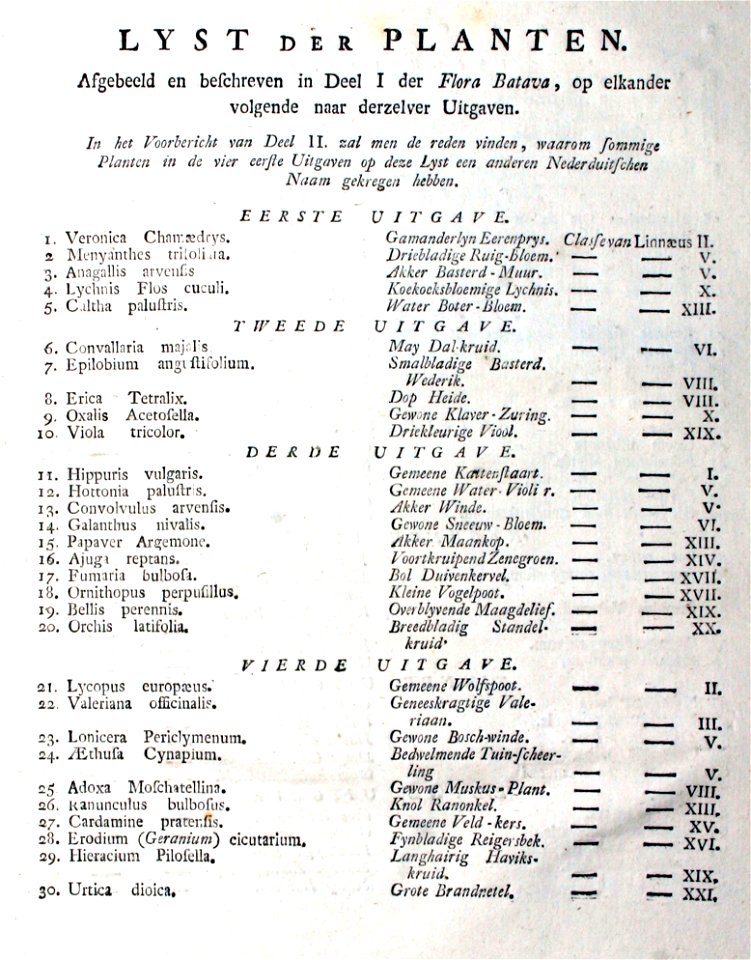 LYST DER PLANTEN.
Afgebeeld en beſchreven in Deel I der Flora Batava, op elkander
volgende naar derzelver Uitgaven.
In het Voorbericht van Deel II. zal men de reden vinden, waarom ſommige
Planten in de vier eerſte Uitgaven op deze Lyst een anderen Nederduitſchen
Naam gekregen hebben.
EERSTE UITGAVE.
1. Veronica Chamædrys. Gamanderlyn Eerenprys. Claſſe van Linnæus II.
2 Menyanthes trifoliata. Driebladige Ruig-Bloem. — — V.
3. Anagallis arvenſis Akker Basterd-Muur. — — V.
4. Lychnis Flos cuculi. Koekoeksbloemige Lychnis. — — X.
5. Caltha paluſtris. Water Boter-Bloem. — — XIII.
TWEEDE UITGAVE.
6. Convallaria majalis May Dal-kruid. — — VI.
7. Epilobium anguſtifolium. Smalbladige Basterd.
Wederik. — — VIII.
8. Erica Tetralix. Dop Heide. — — VIII.
9. Oxalis Acetoſella. Gewone Klaver-Zuring. — — X.
10. Viola tricolor. Driekleurige Viool. — — XIX.
DERDE UITGAVE.
11. Hippuris vulgaris. Gemeene Kattenſtaart. — — I.
12. Hottonia paluſtris. Gemeene Water-Violi r. — — V.
13. Convolvulus arvenſis. Akker Winde. — — V.
14. Galanthus nivalis. Gewone Sneeuw-Bloem. — — VI.
15. Papaver Argemone. Akker Maankop. — — XIII.
16. Ajuga reptans. Voortkruipend Zenegroen. — — XIV.
17. Fumaria bulboſa. Bol Duivenkervel. — — XVII.
18. Ornithopus perpuſillus. Kleine Vogelpoot. — — XVII.
19. Bellis perennis. Overblyvende Maagdelief. — — XIX.
20. Orchis latifolia. Breedbladig Standel- — — XX.
kruid.
VIERDE UITGAVE.
21. Lycopus europæus. Gemeene Wolfspoot. — — II.
22. Valeriana officinalis. Geneeskragtige Vale-
riaan. — — III.
23. Lonicera Periclymenum. Gewone Bosch-winde. — — V.
24. Æthuſa Cynapium. Bedwelmende Tuin-ſcheer-
ling — — V.
25. Adoxa Moſchatellina. Gewone Muskus-Plant. — — VIII.
26. Ranunculus bulboſus. Knol Ranonkel. — — XIII.
27. Cardamine pratenſis. Gemeene Veld-kers. — — XV.
28. Erodium (Geranium) cicutarium. Fynbladige Reigersbek. — — XVI.
29. Hieracium Piloſella. Langhairig Haviks-
kruid. — — XIX.
30. Urtica dioica. Grote Brandnetel. — — XXI.